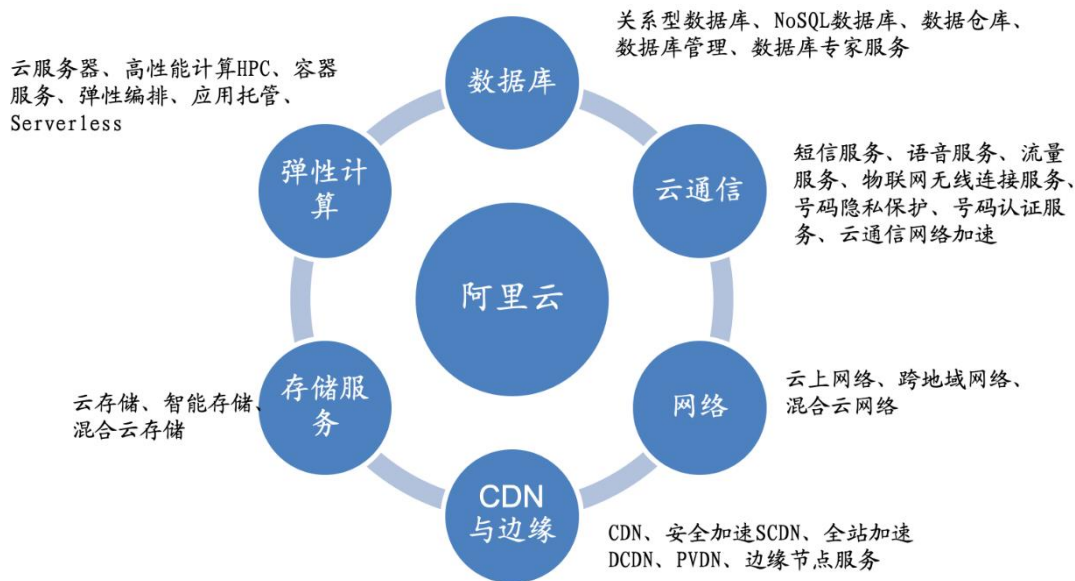 关系型数据库、NoSQL数据库、数据仓库、
数据库管理、数据库专家服务
数据库
云服务器、高性能计算HPC、容器
服务、弹性编排、应用托管、
Serverless
弹性计
算
云通信
短信服务、语音服务、流量
服务、物联网无线连接服务、
号码隐私保护、号码认证服
务、云通信网络加速
阿里云
存储服
务
云存储、智能存储、
混合云存储
网络
云上网络、跨地域网络、
混合云网络
CDN
与边缘
CDN、安全加速SCDN、全站加速
DCDN、PVDN、边缘节点服务